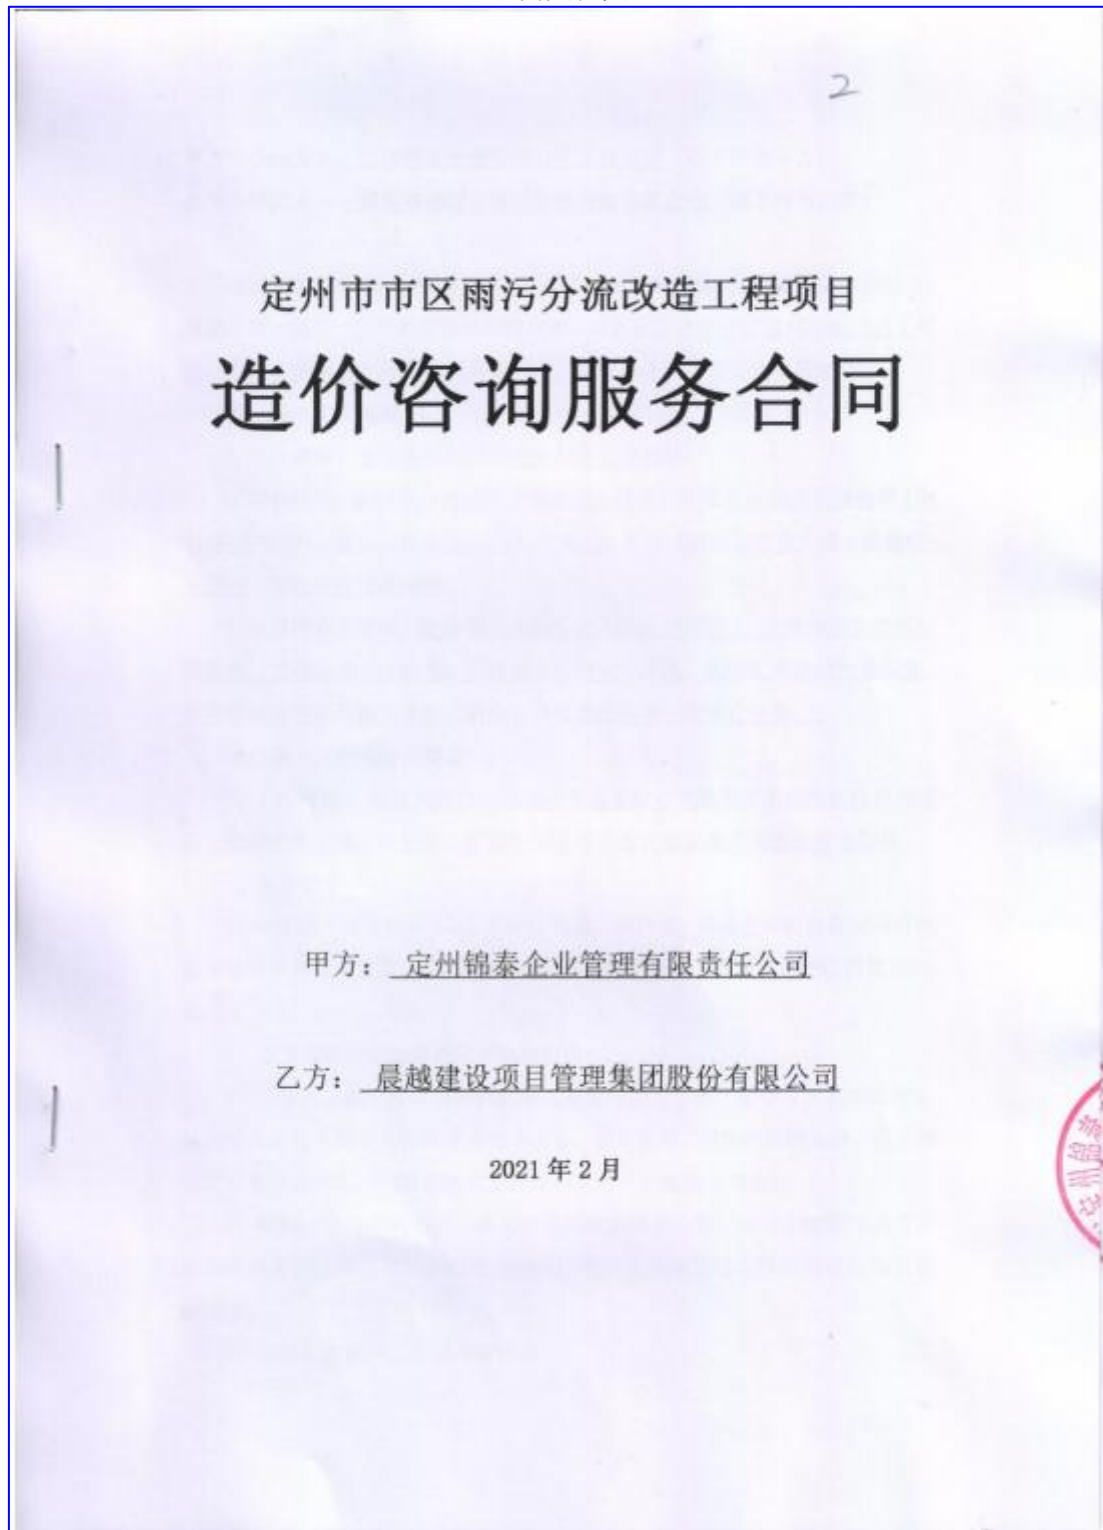 2
定州市市区雨污分流改造工程项目
造价咨询服务合同
甲方：定州锦泰企业管理有限责任公司
乙方：晨越建设项目管理集团股份有限公司
2021年2月